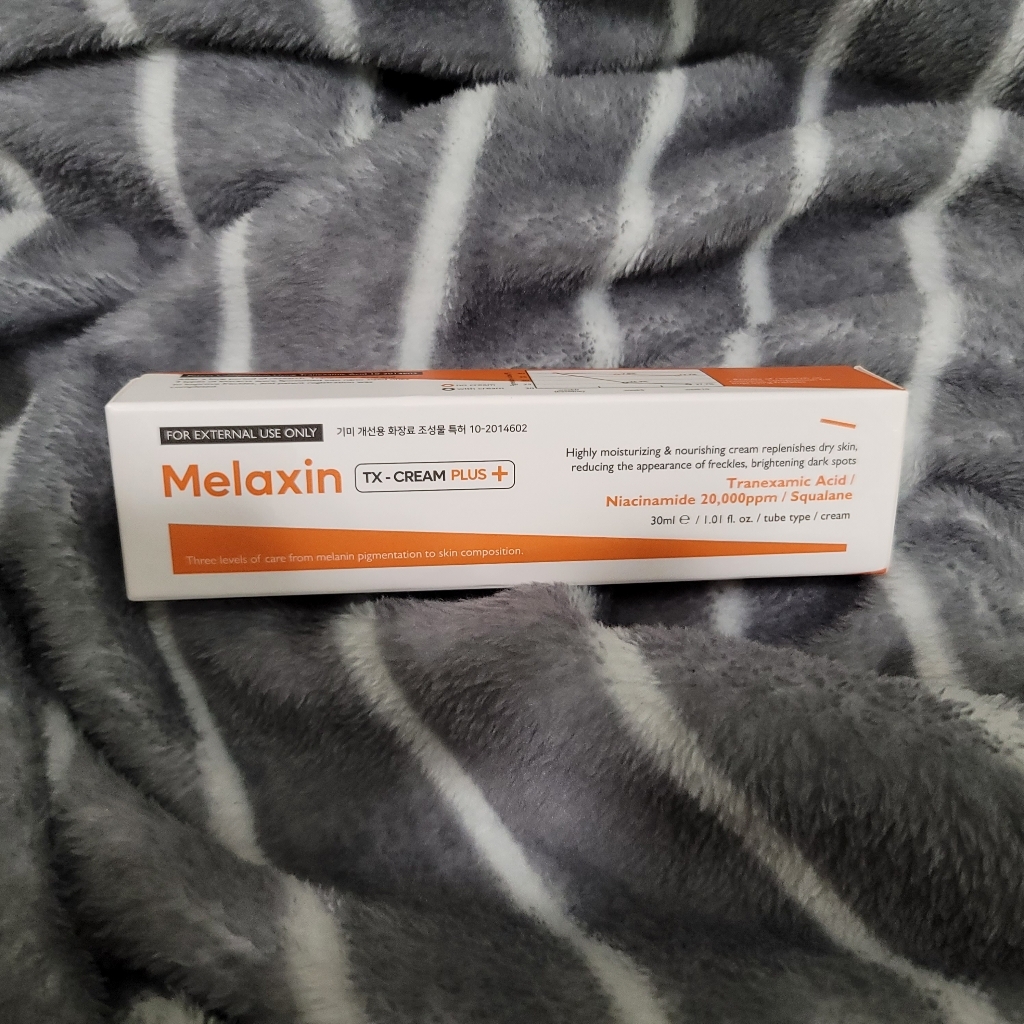 FOR EXTERNAL USE ONLY
기미 개선용 화장료 조성물 특허 10-2014602
Melaxin
TX - CREAM PLUS +
Highly moisturizing & nourishing cream replenishes dry skin,
reducing the appearance of freckles, brightening dark spots
Tranexamic Acid /
Niacinamide 20,000ppm / Squalane
30ml ℮ / 1.01 fl. oz. / tube type / cream
Three levels of care from melanin pigmentation to skin composition.